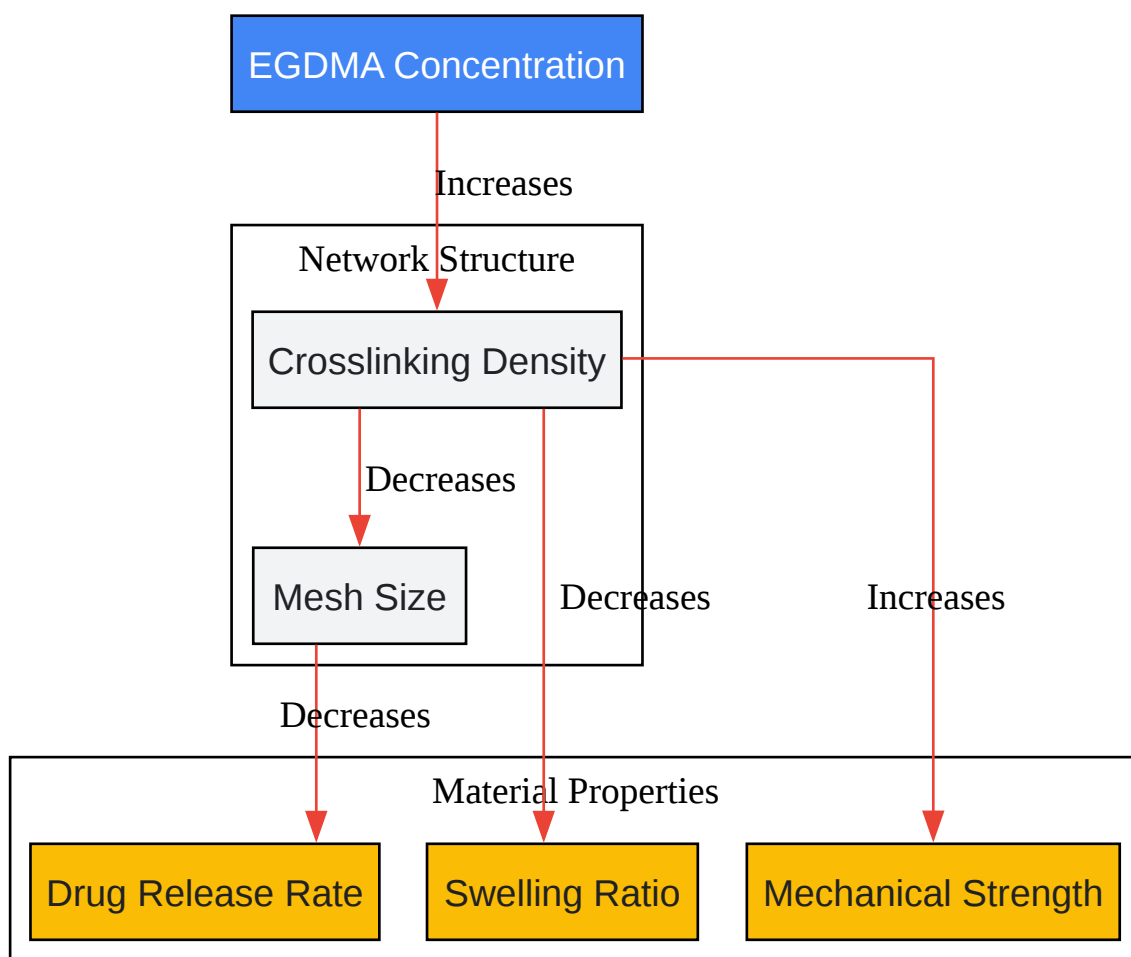 EGDMA Concentration
Increases
Network Structure
Crosslinking Density
Decreases
Mesh Size
Decreases
Increases
Decreases
Material Properties
Drug Release Rate
Swelling Ratio
Mechanical Strength